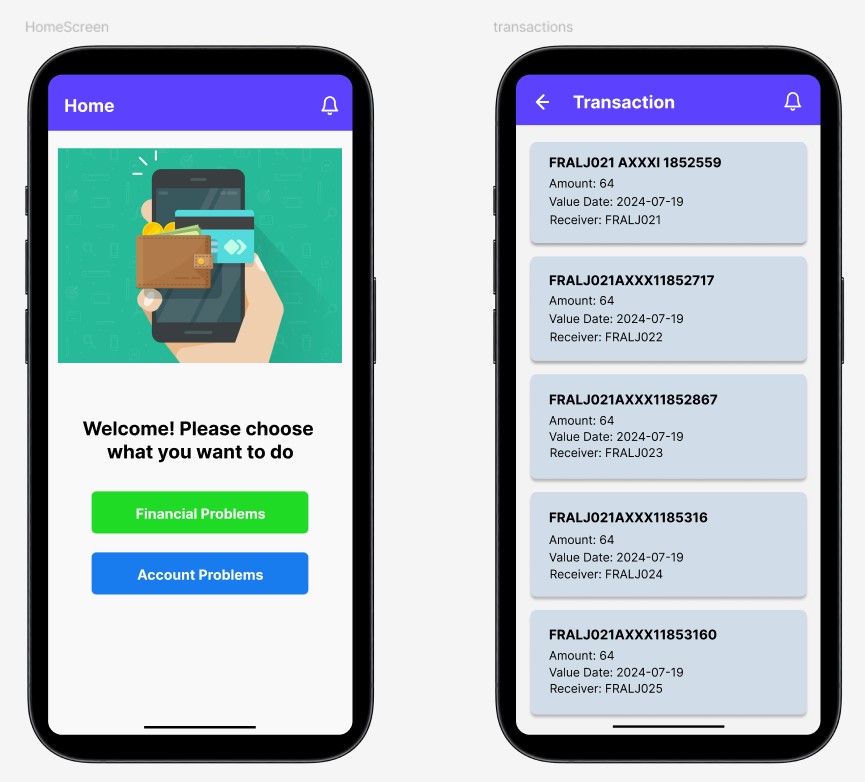 HomeScreen
Home
Welcome! Please choose
what you want to do
Financial Problems
Account Problems
transactions
Transaction
FRALJ021 AXXXI 1852559
Amount: 64
Value Date: 2024-07-19
Receiver: FRALJ021
FRALJ021AXXX11852717
Amount: 64
Value Date: 2024-07-19
Receiver: FRALJ022
FRALJ021AXXX11852867
Amount: 64
Value Date: 2024-07-19
Receiver: FRALJ023
FRALJ021AXXX1185316
Amount: 64
Value Date: 2024-07-19
Receiver: FRALJ024
FRALJ021AXXX11853160
Amount: 64
Value Date: 2024-07-19
Receiver: FRALJ025